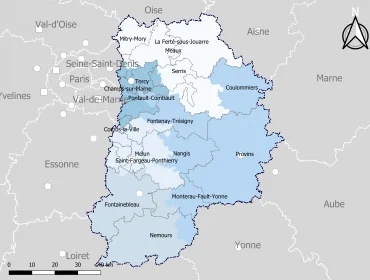 Oise
N
Val-d'Oise
Aisne
Mitry-Mory
La Ferté-sous-Jouarre
Meaux
Seine-Saint-Denis
Serris
Marne
Paris
Torcy
Champs-sur-Marne
Coulommiers
Yvelines
Val-de-Marne
Pontault-Combault
Fontenay-Trésigny
Combs-la-Ville
Melun
Nangis
Provins
Saint-Fargeau-Ponthierry
Essonne
Montereau-Fault-Yonne
Fontainebleau
Aube
Nemours
Yonne
Loiret
0 10 20 30 40 km